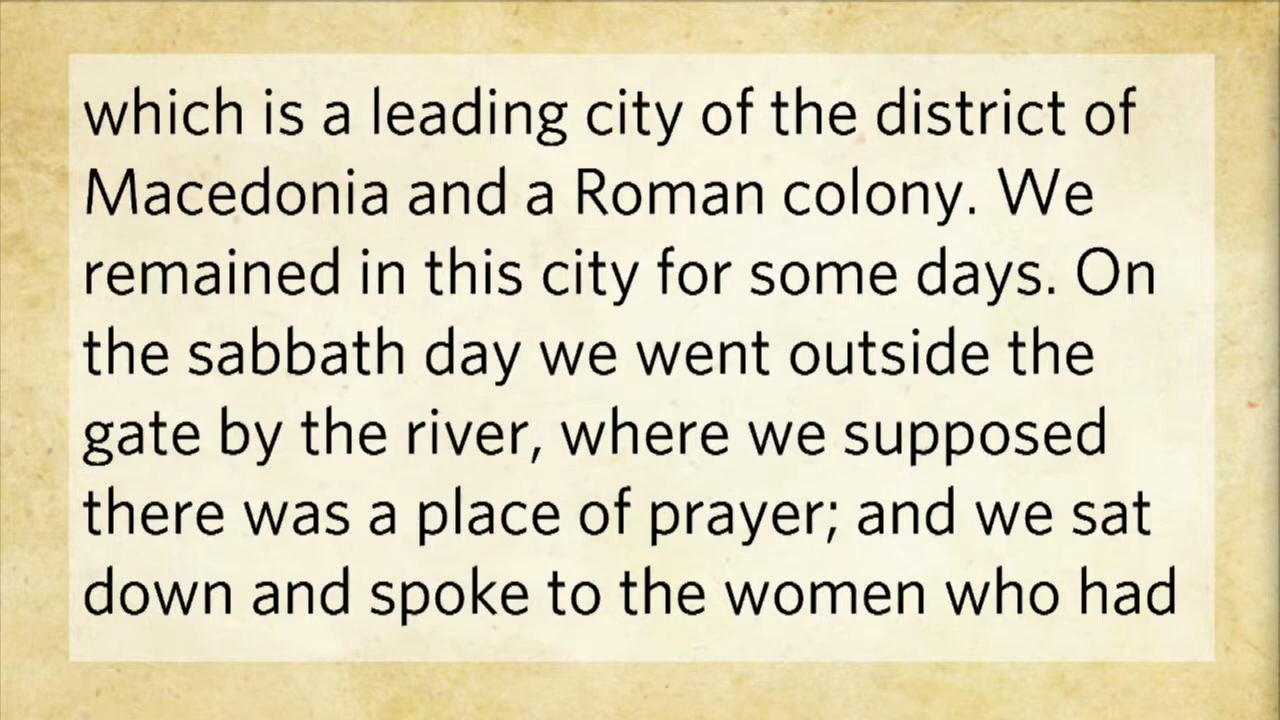 which is a leading city of the district of
Macedonia and a Roman colony. We
remained in this city for some days. On
the sabbath day we went outside the
gate by the river, where we supposed
there was a place of prayer; and we sat
down and spoke to the women who had